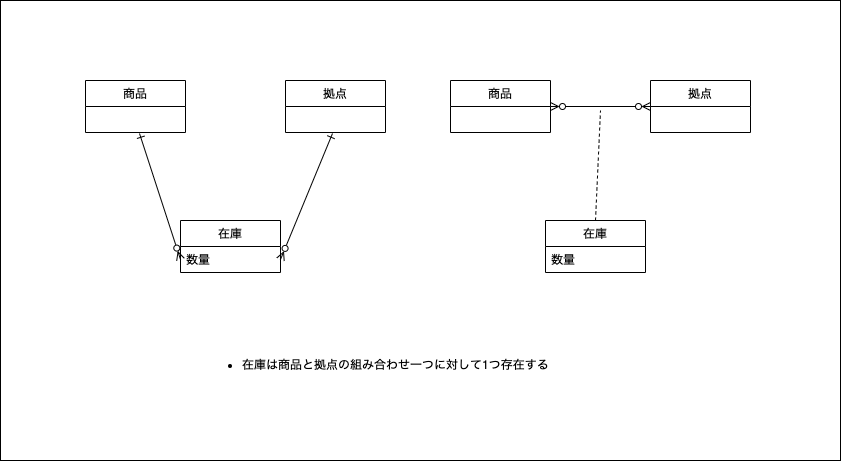 商品
拠点
商品
拠点
在庫
数量
在庫
数量
• 在庫は商品と拠点の組み合わせ一つに対して1つ存在する